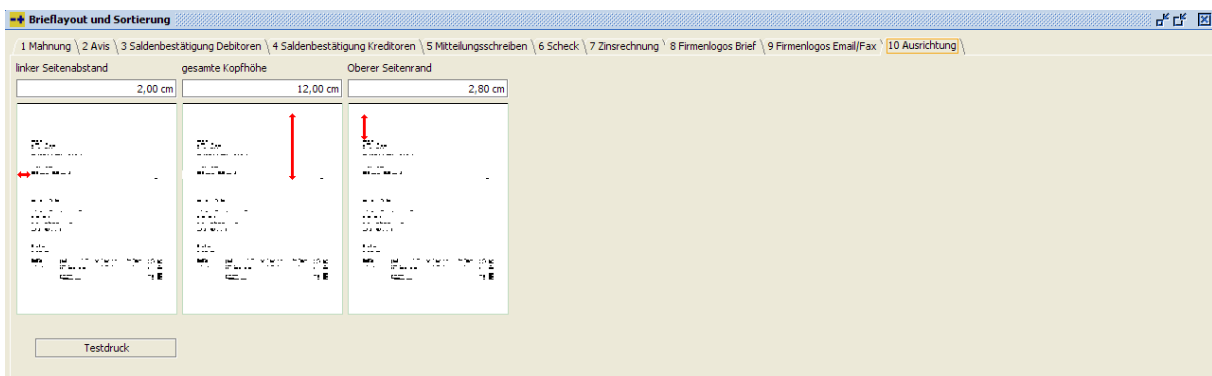 Brieflayout und Sortierung
1 Mahnung \ 2 Avis \ 3 Saldenbestätigung Debitoren \ 4 Saldenbestätigung Kreditoren \ 5 Mitteilungsschreiben \ 6 Scheck \ 7 Zinsrechnung \ 8 Firmenlogos Brief \ 9 Firmenlogos Email/Fax \ 10 Ausrichtung
linker Seitenabstand gesamte Kopfhöhe Oberer Seitenrand
2,00 cm 12,00 cm 2,80 cm
Testdruck